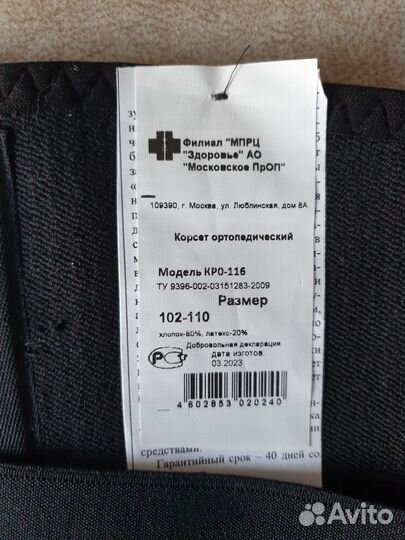 Филиал "МПРЦ
"Здоровье" АО
"Московское ПрОП"
109390, г. Москва, ул. Люблинская, дом 8А
Корсет ортопедический
Модель КРО-116
ТУ 9396-002-03151283-2009
Размер
102-110
хлопок-80%, латекс-20%
Добровольная декларация
дата изготов.
03.2023
4 602853 020240
средствами.
Гарантийный срок – 40 дней со
Avito